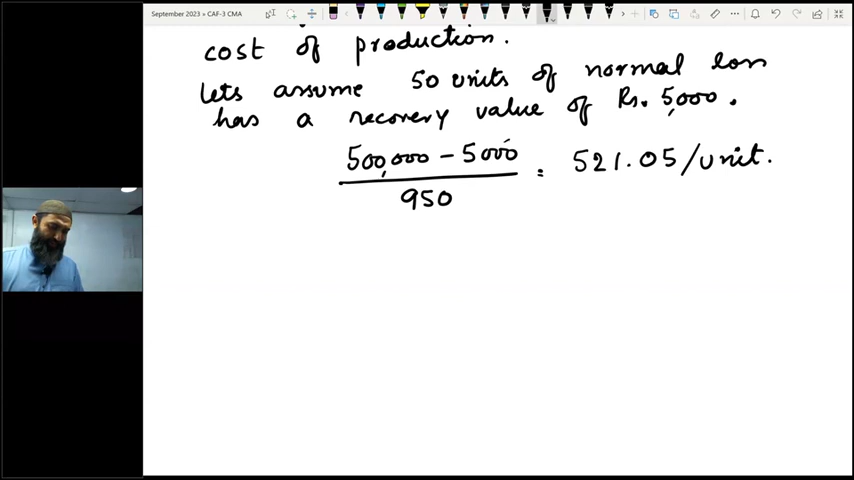 September 2023 » CAF-3 CMA
cost of production.
lets assume 50 units of normal loss
has a recovery value of Rs. 5,000.
500,000 - 5000
950
= 521.05/unit.